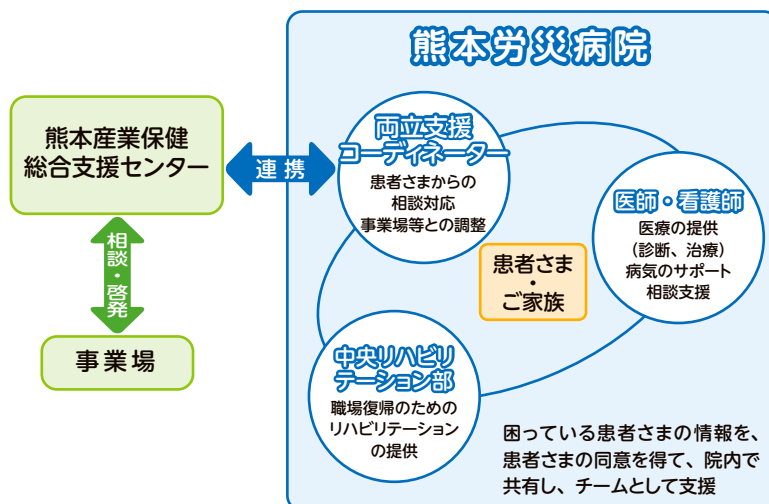 熊本労災病院
熊本産業保健
総合支援センター
連携
両立支援
コーディネーター
患者さまからの
相談対応
事業場等との調整
医師・看護師
医療の提供
(診断、治療)
病気のサポート
相談支援
患者さま
・
ご家族
相談・啓発
事業場
中央リハビリ
テーション部
職場復帰のための
リハビリテーション
の提供
困っている患者さまの情報を、
患者さまの同意を得て、院内で
共有し、チームとして支援